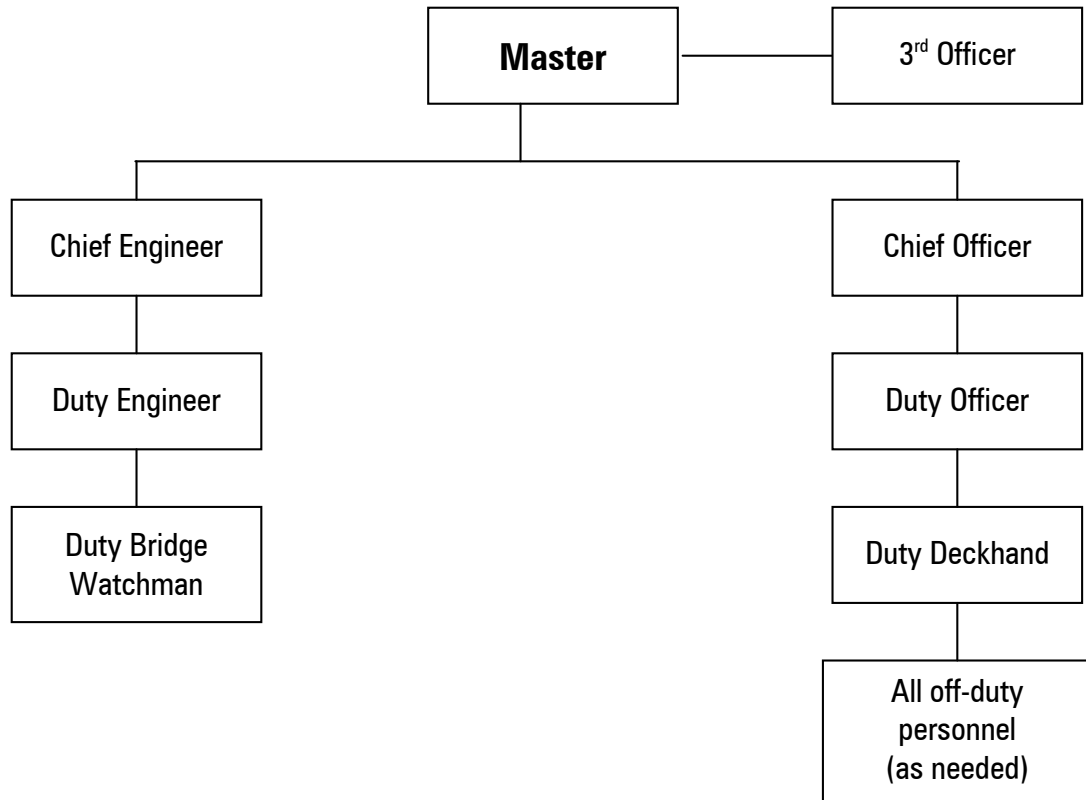 Master
3rd Officer
Chief Engineer
Chief Officer
Duty Engineer
Duty Officer
Duty Bridge
Watchman
Duty Deckhand
All off-duty
personnel
(as needed)